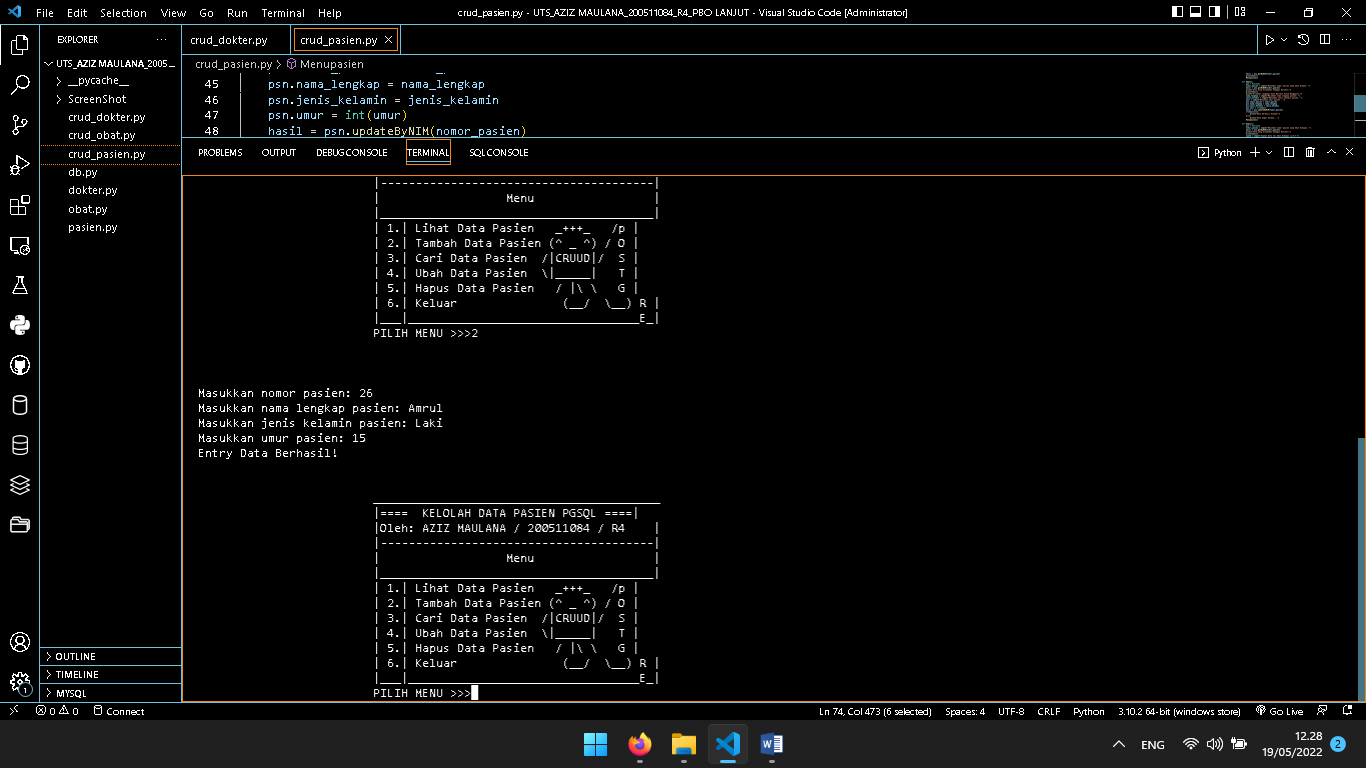 File Edit Selection View Go Run Terminal Help
crud_pasien.py - UTS_AZIZ MAULANA_200511084_R4_PBO LANJUT - Visual Studio Code [Administrator]
EXPLORER
UTS_AZIZ MAULANA_2005...
__pycache__
ScreenShot
crud_dokter.py
crud_obat.py
crud_pasien.py
db.py
dokter.py
obat.py
pasien.py
OUTLINE
TIMELINE
MYSQL
crud_dokter.py crud_pasien.py
crud_pasien.py > Menupasien
45 psn.nama_lengkap = nama_lengkap
46 psn.jenis_kelamin = jenis_kelamin
47 psn.umur = int(umur)
48 hasil = psn.updateByNIM(nomor_pasien)
PROBLEMS OUTPUT DEBUG CONSOLE TERMINAL SQL CONSOLE
Python
|---------------------------------------|
| Menu |
|_______________________________________|
| 1.| Lihat Data Pasien _+++_ /p |
| 2.| Tambah Data Pasien (^ _ ^) / O |
| 3.| Cari Data Pasien /|CRUUD|/ S |
| 4.| Ubah Data Pasien \|_____| T |
| 5.| Hapus Data Pasien / |\ \ G |
| 6.| Keluar (__/ \__) R |
|___|_________________________________E_|
PILIH MENU >>>2
Masukkan nomor pasien: 26
Masukkan nama lengkap pasien: Amrul
Masukkan jenis kelamin pasien: Laki
Masukkan umur pasien: 15
Entry Data Berhasil!
_________________________________________
|==== KELOLAH DATA PASIEN PGSQL ====|
|Oleh: AZIZ MAULANA / 200511084 / R4 |
|---------------------------------------|
| Menu |
|_______________________________________|
| 1.| Lihat Data Pasien _+++_ /p |
| 2.| Tambah Data Pasien (^ _ ^) / O |
| 3.| Cari Data Pasien /|CRUUD|/ S |
| 4.| Ubah Data Pasien \|_____| T |
| 5.| Hapus Data Pasien / |\ \ G |
| 6.| Keluar (__/ \__) R |
|___|_________________________________E_|
PILIH MENU >>>
1
0 0 Connect Ln 74, Col 473 (6 selected) Spaces: 4 UTF-8 CRLF Python 3.10.2 64-bit (windows store) Go Live
ENG 12.28
19/05/2022 2